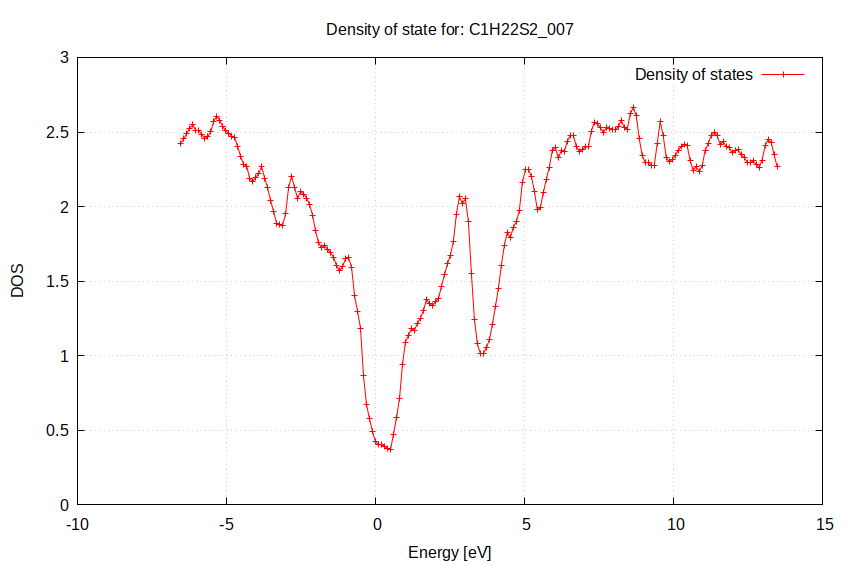 Density of state for: C1H22S2_007
Density of states
3
2.5
2
1.5
1
0.5
0
DOS
-10 -5 0 5 10 15
Energy [eV]